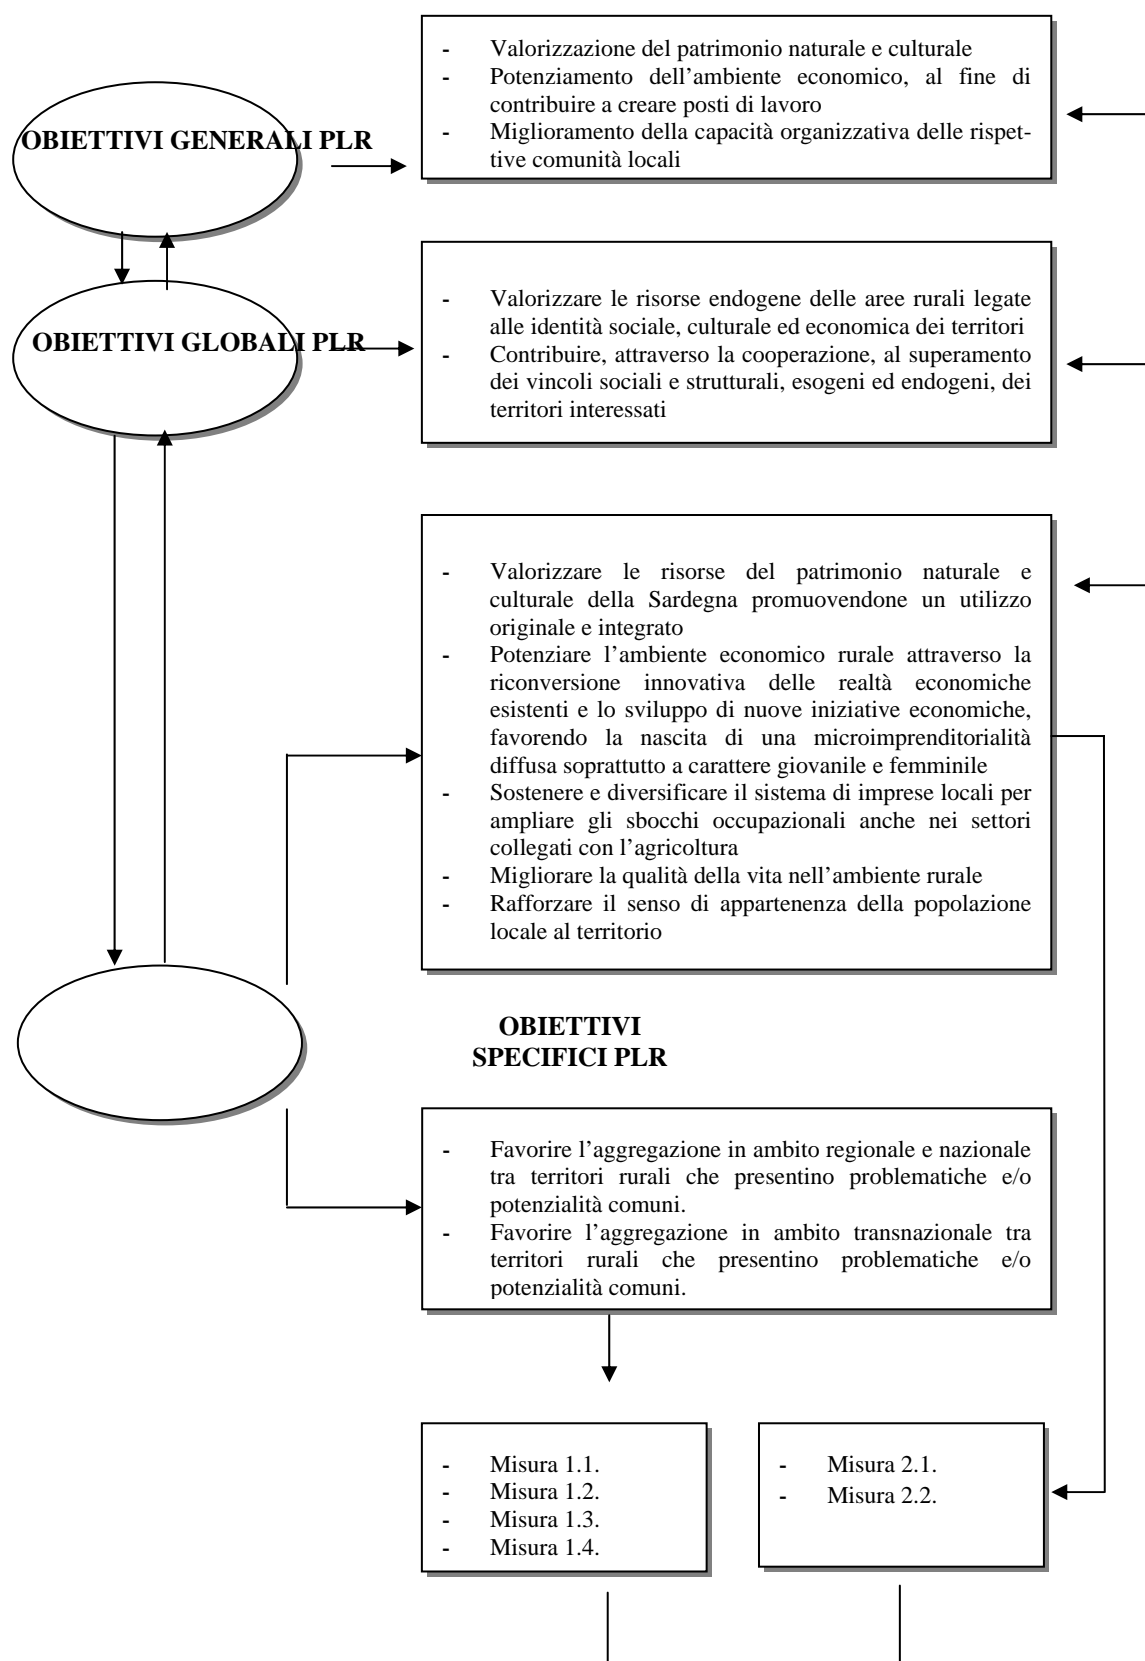 - Valorizzazione del patrimonio naturale e culturale
- Potenziamento dell'ambiente economico, al fine di
contribuire a creare posti di lavoro
- Miglioramento della capacità organizzativa delle rispet-
tive comunità locali
OBIETTIVI GENERALI PLR
- Valorizzare le risorse endogene delle aree rurali legate
alle identità sociale, culturale ed economica dei territori
- Contribuire, attraverso la cooperazione, al superamento
dei vincoli sociali e strutturali, esogeni ed endogeni, dei
territori interessati
OBIETTIVI GLOBALI PLR
- Valorizzare le risorse del patrimonio naturale e
culturale della Sardegna promuovendone un utilizzo
originale e integrato
- Potenziare l'ambiente economico rurale attraverso la
riconversione innovativa delle realtà economiche
esistenti e lo sviluppo di nuove iniziative economiche,
favorendo la nascita di una microimprenditorialità
diffusa soprattutto a carattere giovanile e femminile
- Sostenere e diversificare il sistema di imprese locali per
ampliare gli sbocchi occupazionali anche nei settori
collegati con l'agricoltura
- Migliorare la qualità della vita nell'ambiente rurale
- Rafforzare il senso di appartenenza della popolazione
locale al territorio
OBIETTIVI
SPECIFICI PLR
- Favorire l'aggregazione in ambito regionale e nazionale
tra territori rurali che presentino problematiche e/o
potenzialità comuni.
- Favorire l'aggregazione in ambito transnazionale tra
territori rurali che presentino problematiche e/o
potenzialità comuni.
- Misura 1.1.
- Misura 1.2.
- Misura 1.3.
- Misura 1.4.
- Misura 2.1.
- Misura 2.2.